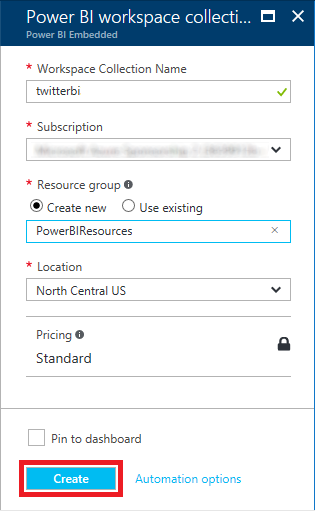 Power BI workspace collecti...
Power BI Embedded
* Workspace Collection Name
twitterbi
* Subscription
* Resource group
Create new Use existing
PowerBIResources
* Location
North Central US
Pricing
Standard
Pin to dashboard
Create Automation options